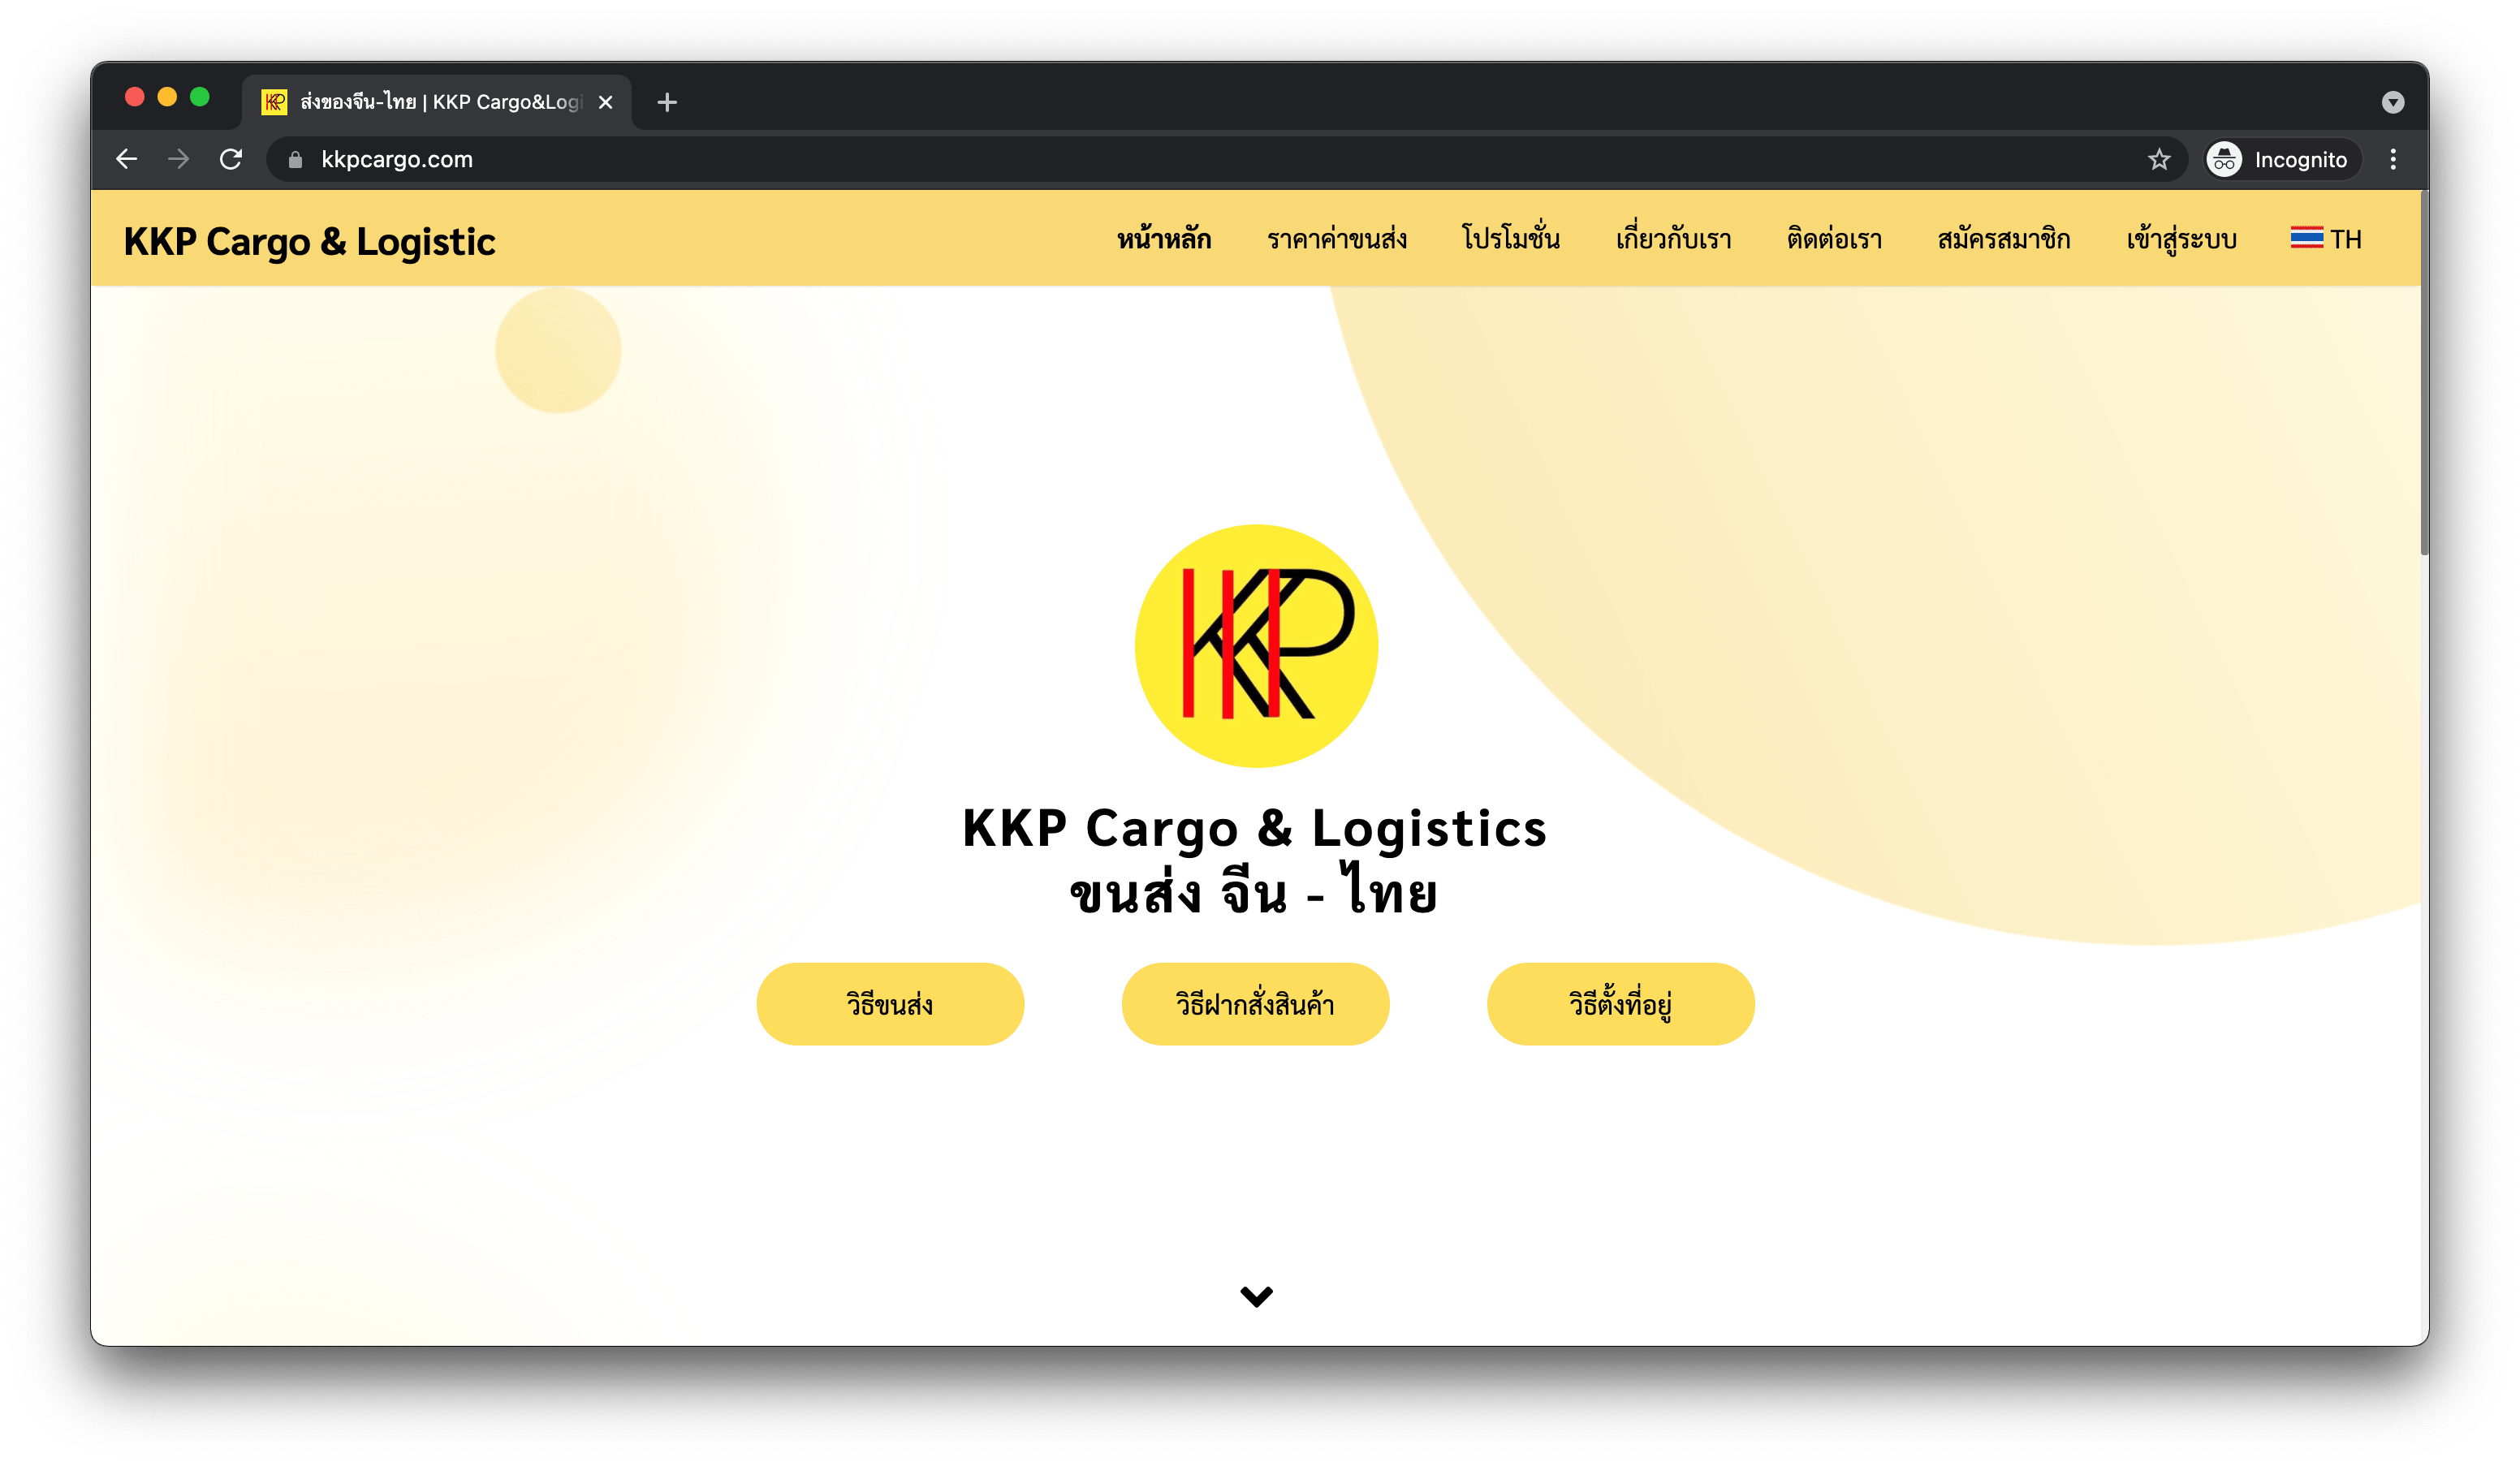 ส่งของจีน-ไทย | KKP Cargo&Logi
kkpcargo.com
Incognito
KKP Cargo & Logistic
หน้าหลัก ราคาค่าขนส่ง โปรโมชั่น เกี่ยวกับเรา ติดต่อเรา สมัครสมาชิก เข้าสู่ระบบ TH
KKP
KKP Cargo & Logistics
ขนส่ง จีน - ไทย
วิธีขนส่ง วิธีฝากสั่งสินค้า วิธีตั้งที่อยู่